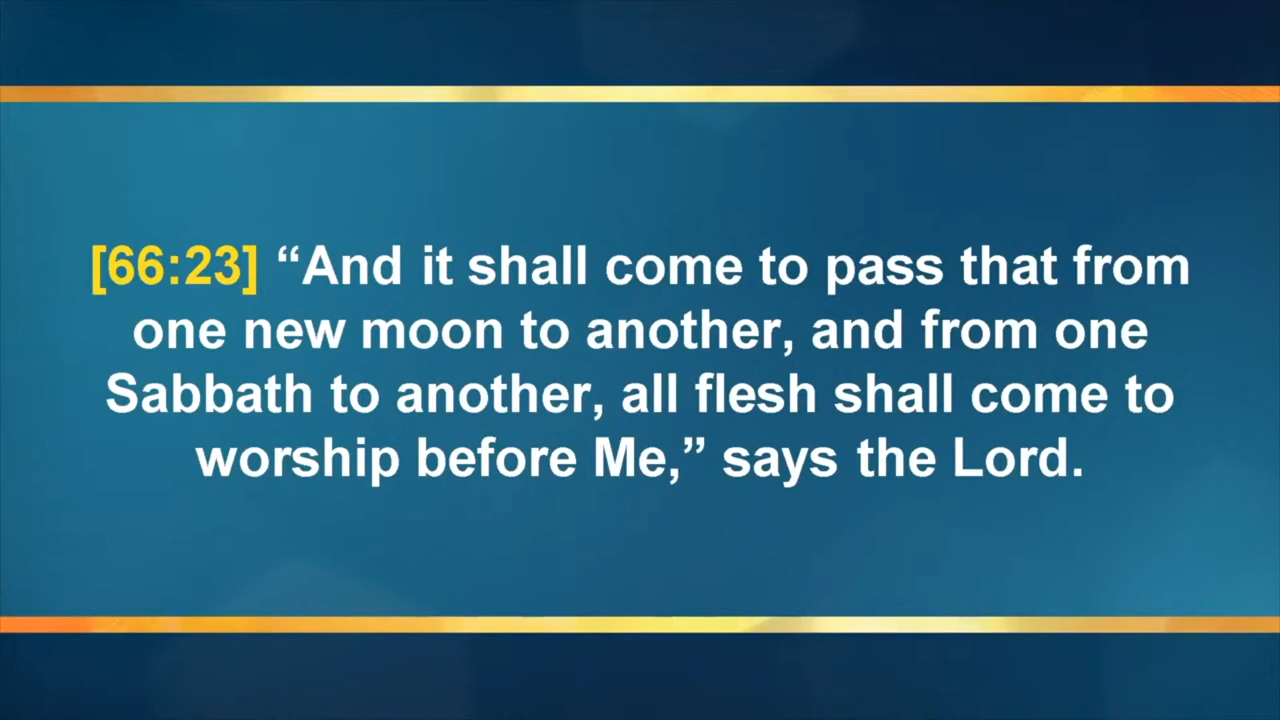 [66:23] “And it shall come to pass that from
one new moon to another, and from one
Sabbath to another, all flesh shall come to
worship before Me,” says the Lord.